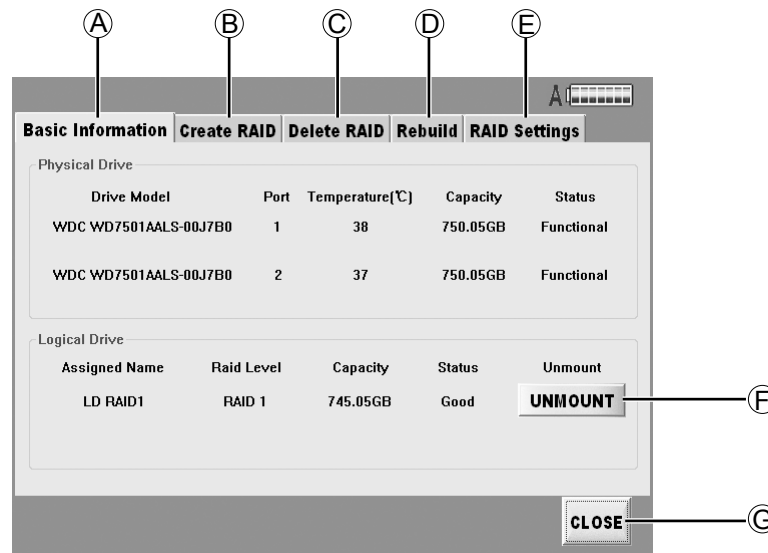 A B C D E
Basic Information Create RAID Delete RAID Rebuild RAID Settings
Physical Drive
Drive Model Port Temperature(℃) Capacity Status
WDC WD7501AALS-00J7B0 1 38 750.05GB Functional
WDC WD7501AALS-00J7B0 2 37 750.05GB Functional
Logical Drive
Assigned Name Raid Level Capacity Status Unmount
LD RAID1 RAID 1 745.05GB Good UNMOUNT F
CLOSE G